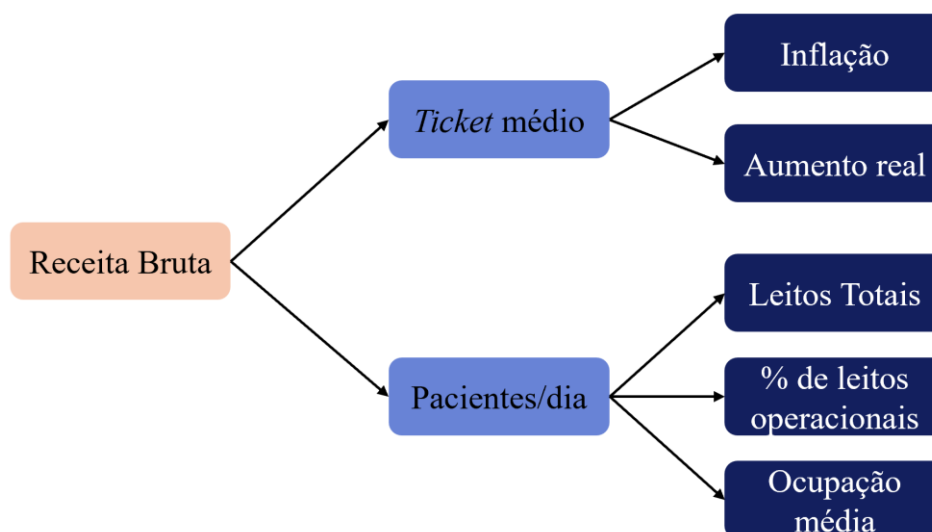 Receita Bruta
Ticket médio
Pacientes/dia
Inflação
Aumento real
Leitos Totais
% de leitos
operacionais
Ocupação
média